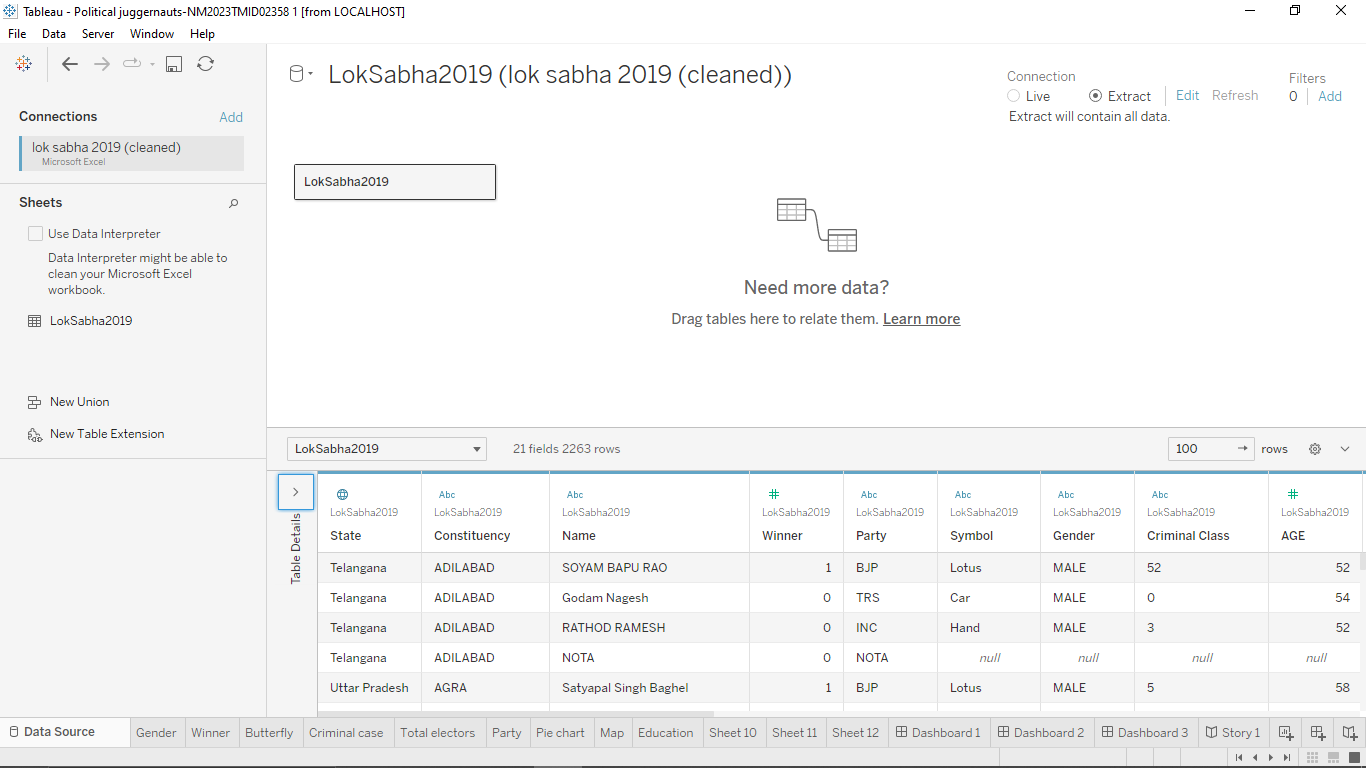 Tableau - Political juggernauts-NM2023TMID02358 1 [from LOCALHOST]
File Data Server Window Help
Connections Add
lok sabha 2019 (cleaned)
Microsoft Excel
Sheets
Use Data Interpreter
Data Interpreter might be able to
clean your Microsoft Excel
workbook.
LokSabha2019
New Union
New Table Extension
LokSabha2019 (lok sabha 2019 (cleaned))
Connection
Live Extract Edit Refresh
Extract will contain all data.
Filters
0 Add
LokSabha2019
Need more data?
Drag tables here to relate them. Learn more
LokSabha2019 21 fields 2263 rows 100 rows
Table Details
Abc Abc # Abc Abc Abc Abc #
LokSabha2019 LokSabha2019 LokSabha2019 LokSabha2019 LokSabha2019 LokSabha2019 LokSabha2019 LokSabha2019 LokSabha2019
State Constituency Name Winner Party Symbol Gender Criminal Class AGE
Telangana ADILABAD SOYAM BAPU RAO 1 BJP Lotus MALE 52 52
Telangana ADILABAD Godam Nagesh 0 TRS Car MALE 0 54
Telangana ADILABAD RATHOD RAMESH 0 INC Hand MALE 3 52
Telangana ADILABAD NOTA 0 NOTA null null null null
Uttar Pradesh AGRA Satyapal Singh Baghel 1 BJP Lotus MALE 5 58
Data Source Gender Winner Butterfly Criminal case Total electors Party Pie chart Map Education Sheet 10 Sheet 11 Sheet 12 Dashboard 1 Dashboard 2 Dashboard 3 Story 1